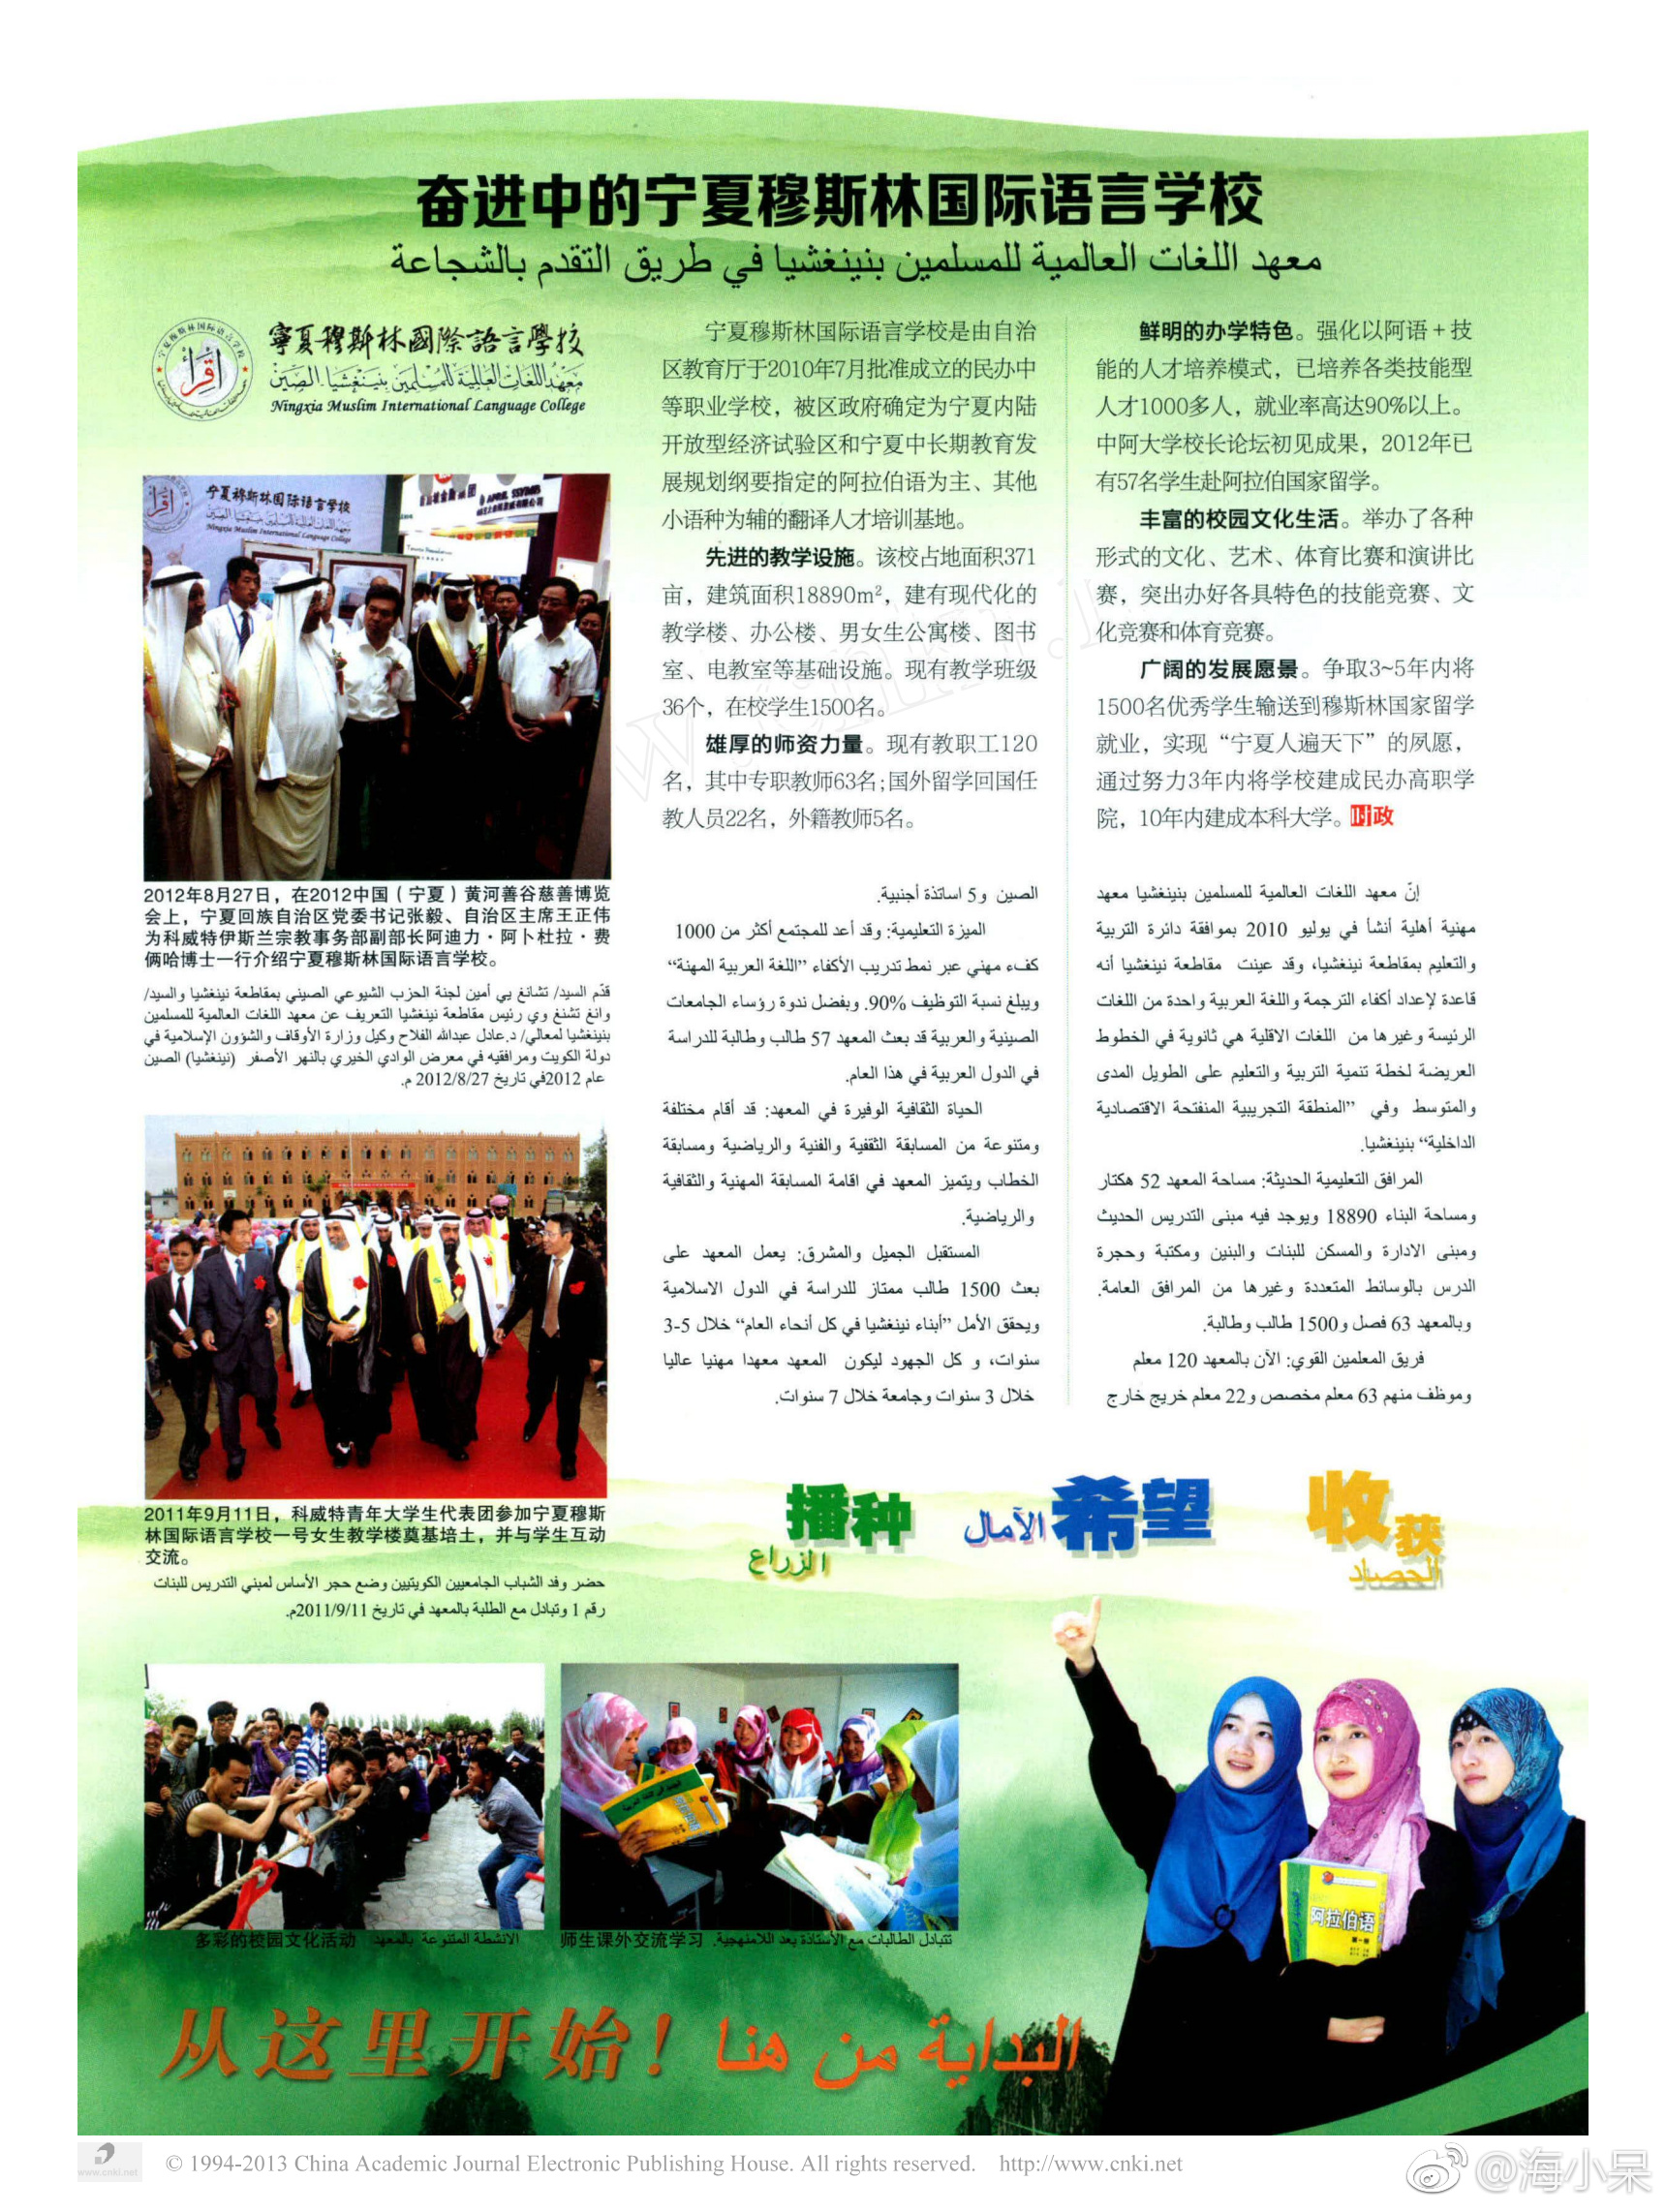 奋进中的宁夏穆斯林国际语言学校
معهد اللغات العالمية للمسلمين بنينغشيا في طريق التقدم بالشجاعة
寧夏穆斯林國際語言學校
معهد اللغات العالمية للمسلمين بنينغشيا.الصين
Ningxia Muslim International Language College
宁夏穆斯林国际语言学校
اقرأ
宁夏穆斯林国际语言学校
Ningxia Muslim International Language College
2012年8月27日，在2012中国（宁夏）黄河善谷慈善博览
会上，宁夏回族自治区党委书记张毅、自治区主席王正伟
为科威特伊斯兰宗教事务部副部长阿迪力·阿卜杜拉·费
俩哈博士一行介绍宁夏穆斯林国际语言学校。
قدّم السيد/ تشانغ يي أمين لجنة الحزب الشيوعي الصيني بمقاطعة نينغشيا والسيد/
وانغ تشنغ وي رئيس مقاطعة نينغشيا التعريف عن معهد اللغات العالمية للمسلمين
بنينغشيا لمعالي/ د.عادل عبدالله الفلاح وكيل وزارة الأوقاف والشؤون الإسلامية في
دولة الكويت ومرافقيه في معرض الوادي الخيري بالنهر الأصفر (نينغشيا) الصين
عام 2012في تاريخ 2012/8/27 م.
2011年9月11日，科威特青年大学生代表团参加宁夏穆斯
林国际语言学校一号女生教学楼奠基培土，并与学生互动
交流。
حضر وفد الشباب الجامعيين الكويتيين وضع حجر الأساس لمبني التدريس للبنات
رقم 1 وتبادل مع الطلبة بالمعهد في تاريخ 2011/9/11م.
宁夏穆斯林国际语言学校是由自治
区教育厅于2010年7月批准成立的民办中
等职业学校，被区政府确定为宁夏内陆
开放型经济试验区和宁夏中长期教育发
展规划纲要指定的阿拉伯语为主、其他
小语种为辅的翻译人才培训基地。
先进的教学设施。该校占地面积371
亩，建筑面积18890m²，建有现代化的
教学楼、办公楼、男女生公寓楼、图书
室、电教室等基础设施。现有教学班级
36个，在校学生1500名。
雄厚的师资力量。现有教职工120
名，其中专职教师63名；国外留学回国任
教人员22名，外籍教师5名。
鲜明的办学特色。强化以阿语+技
能的人才培养模式，已培养各类技能型
人才1000多人，就业率高达90%以上。
中阿大学校长论坛初见成果，2012年已
有57名学生赴阿拉伯国家留学。
丰富的校园文化生活。举办了各种
形式的文化、艺术、体育比赛和演讲比
赛，突出办好各具特色的技能竞赛、文
化竞赛和体育竞赛。
广阔的发展愿景。争取3~5年内将
1500名优秀学生输送到穆斯林国家留学
就业，实现“宁夏人遍天下”的夙愿，
通过努力3年内将学校建成民办高职学
院，10年内建成本科大学。时政
إنّ معهد اللغات العالمية للمسلمين بنينغشيا معهد
مهنية أهلية أنشأ في يوليو 2010 بموافقة دائرة التربية
والتعليم بمقاطعة نينغشيا، وقد عينت مقاطعة نينغشيا أنه
قاعدة لإعداد أكفاء الترجمة واللغة العربية واحدة من اللغات
الرئيسة وغيرها من اللغات الاقلية هي ثانوية في الخطوط
العريضة لخطة تنمية التربية والتعليم على الطويل المدى
والمتوسط وفي ”المنطقة التجريبية المنفتحة الاقتصادية
الداخلية“ بنينغشيا.
المرافق التعليمية الحديثة: مساحة المعهد 52 هكتار
ومساحة البناء 18890 ويوجد فيه مبنى التدريس الحديث
ومبنى الادارة والمسكن للبنات والبنين ومكتبة وحجرة
الدرس بالوسائط المتعددة وغيرها من المرافق العامة.
وبالمعهد 63 فصل و1500 طالب وطالبة.
فريق المعلمين القوي: الآن بالمعهد 120 معلم
وموظف منهم 63 معلم مخصص و22 معلم خريج خارج
الصين و5 اساتذة أجنبية.
الميزة التعليمية: وقد أعد للمجتمع أكثر من 1000
كفء مهني عبر نمط تدريب الأكفاء ”اللغة العربية المهنة“
ويبلغ نسبة التوظيف 90%. وبفضل ندوة رؤساء الجامعات
الصينية والعربية قد بعث المعهد 57 طالب وطالبة للدراسة
في الدول العربية في هذا العام.
الحياة الثقافية الوفيرة في المعهد: قد أقام مختلفة
ومتنوعة من المسابقة الثقفية والفنية والرياضية ومسابقة
الخطاب ويتميز المعهد في اقامة المسابقة المهنية والثقافية
والرياضية.
المستقبل الجميل والمشرق: يعمل المعهد على
بعث 1500 طالب ممتاز للدراسة في الدول الاسلامية
ويحقق الأمل ”أبناء نينغشيا في كل أنحاء العام“ خلال 5-3
سنوات، و كل الجهود ليكون المعهد معهدا مهنيا عاليا
خلال 3 سنوات وجامعة خلال 7 سنوات.
播种 الزراع
الآمال 希望
收获 الحصاد
阿拉伯语
第一册
多彩的校园文化活动 الانشطة المتنوعة بالمعهد
师生课外交流学习 تتبادل الطالبات مع الأستاذة بعد اللامنهجية.
从这里开始！ البداية من هنا
www.cnki.net
© 1994-2013 China Academic Journal Electronic Publishing House. All rights reserved. http://www.cnki.net
@海小呆